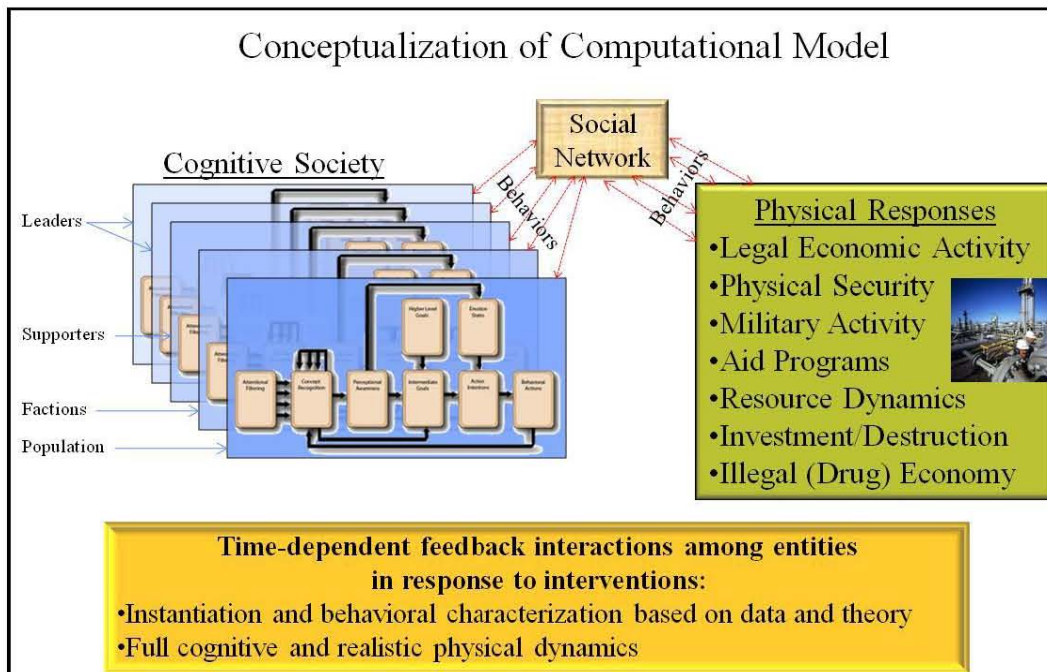 Conceptualization of Computational Model
Social
Network
Cognitive Society
Behaviors
Behaviors
Leaders
Supporters
Factions
Population
Higher Level
Goals
Emotion
States
Attentional
Filtering
Concept
Recognition
Perceptional
Awareness
Intermediate
Goals
Action
Intentions
Behavioral
Actions
Physical Responses
•Legal Economic Activity
•Physical Security
•Military Activity
•Aid Programs
•Resource Dynamics
•Investment/Destruction
•Illegal (Drug) Economy
Time-dependent feedback interactions among entities
in response to interventions:
•Instantiation and behavioral characterization based on data and theory
•Full cognitive and realistic physical dynamics